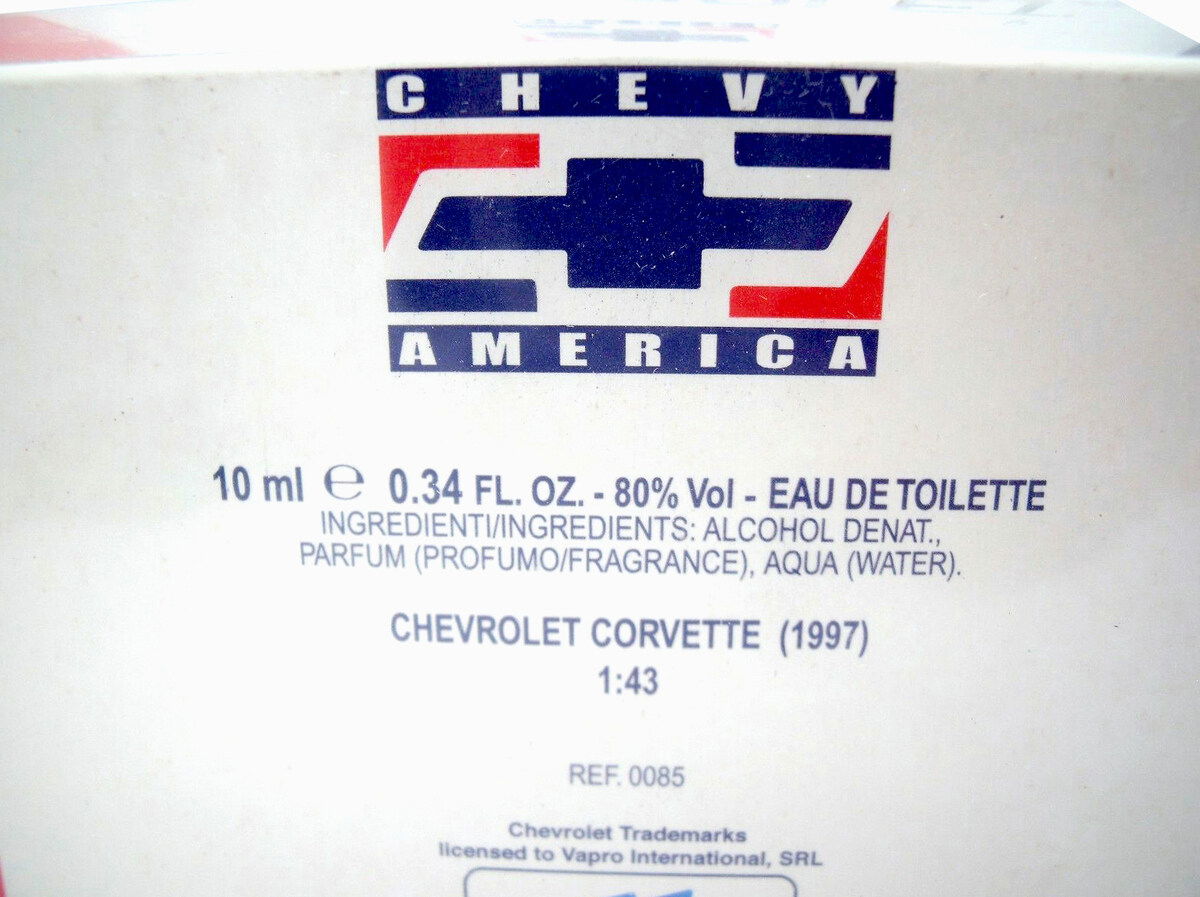 CHEVY
AMERICA
10 ml ℮ 0.34 FL. OZ. - 80% Vol - EAU DE TOILETTE
INGREDIENTI/INGREDIENTS: ALCOHOL DENAT.,
PARFUM (PROFUMO/FRAGRANCE), AQUA (WATER).
CHEVROLET CORVETTE (1997)
1:43
REF. 0085
Chevrolet Trademarks
licensed to Vapro International, SRL